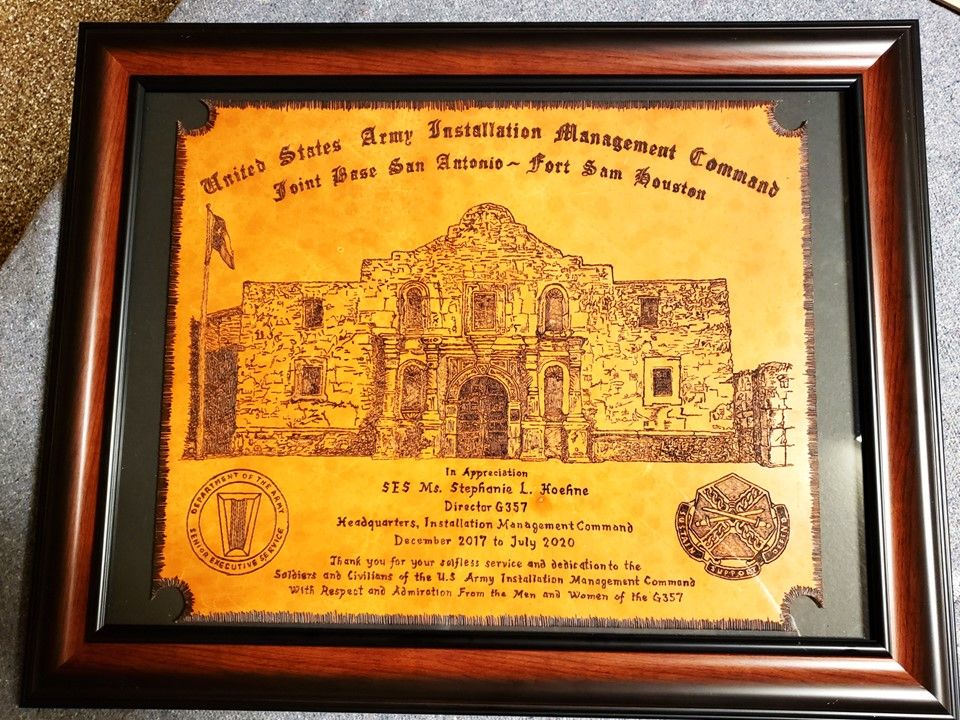 United States Army Installation Management Command
Joint Base San Antonio ~ Fort Sam Houston
In Appreciation
SES Ms. Stephanie L. Hoehne
Director G357
Headquarters, Installation Management Command
December 2017 to July 2020
Thank you for your selfless service and dedication to the
Soldiers and Civilians of the U.S Army Installation Management Command
With Respect and Admiration From the Men and Women of the G357
DEPARTMENT OF THE ARMY
SENIOR EXECUTIVE SERVICE
SUSTAIN
SUPPORT
DEFEND